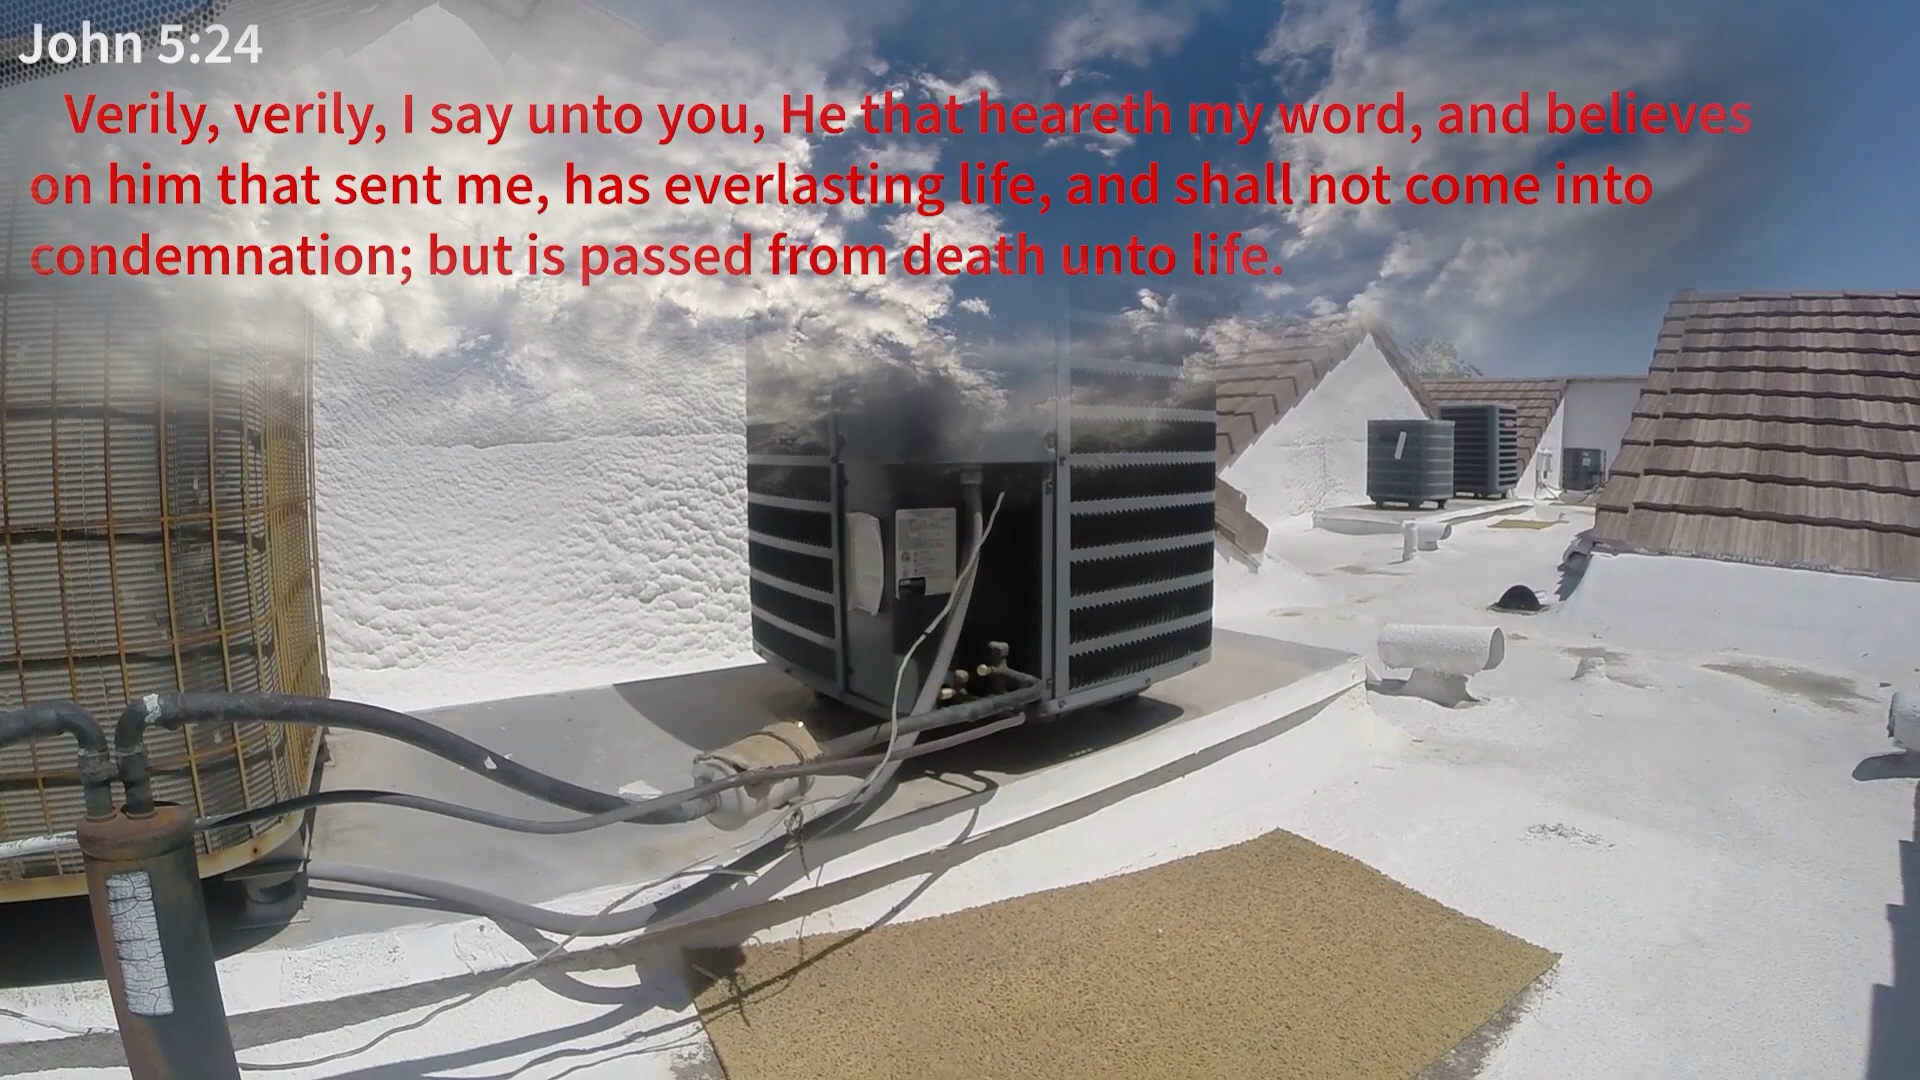 John 5:24
Verily, verily, I say unto you, He that heareth my word, and believes
on him that sent me, has everlasting life, and shall not come into
condemnation; but is passed from death unto life.